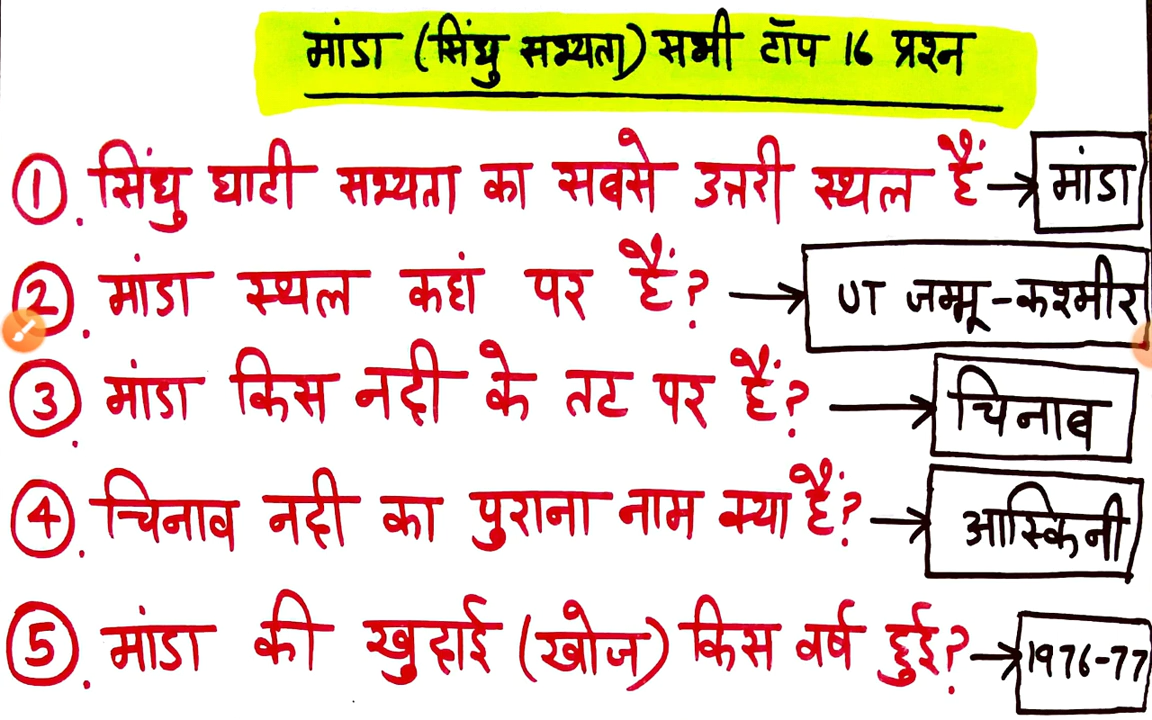 मांडा (सिंधु सभ्यता) सभी टॉप 16 प्रश्न
①. सिंधु घाटी सभ्यता का सबसे उत्तरी स्थल हैं → मांडा
②. मांडा स्थल कहां पर हैं? → UT जम्मू-कश्मीर
③. मांडा किस नदी के तट पर हैं? → चिनाब
④. चिनाव नदी का पुराना नाम क्या हैं? → आस्किनी
⑤. मांडा की खुदाई (खोज) किस वर्ष हुई? → 1976-77